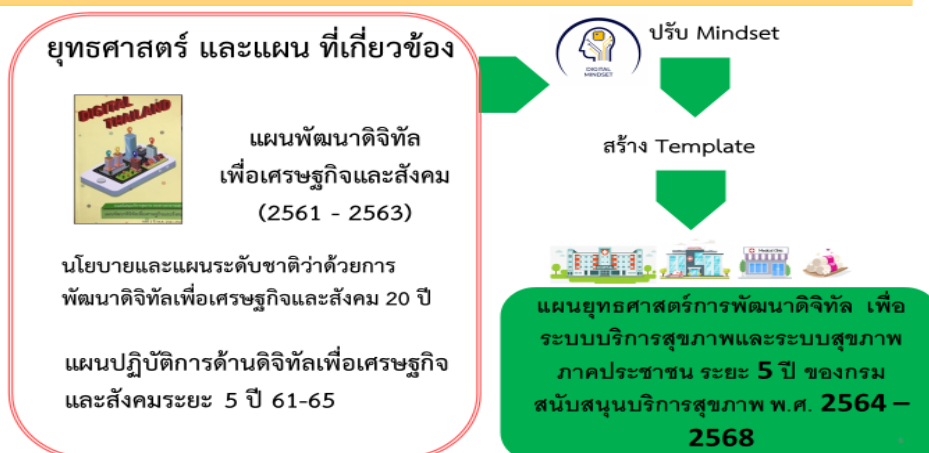 ยุทธศาสตร์ และแผน ที่เกี่ยวข้อง
DIGITAL
THAILAND
แผนพัฒนาดิจิทัล
เพื่อเศรษฐกิจและสังคม
(2561 - 2563)
นโยบายและแผนระดับชาติว่าด้วยการ
พัฒนาดิจิทัลเพื่อเศรษฐกิจและสังคม 20 ปี
แผนปฏิบัติการด้านดิจิทัลเพื่อเศรษฐกิจ
และสังคมระยะ 5 ปี 61-65
DIGITAL
MINDSET
ปรับ Mindset
สร้าง Template
Medical Clinic
แผนยุทธศาสตร์การพัฒนาดิจิทัล เพื่อ
ระบบบริการสุขภาพและระบบสุขภาพ
ภาคประชาชน ระยะ 5 ปี ของกรม
สนับสนุนบริการสุขภาพ พ.ศ. 2564 –
2568